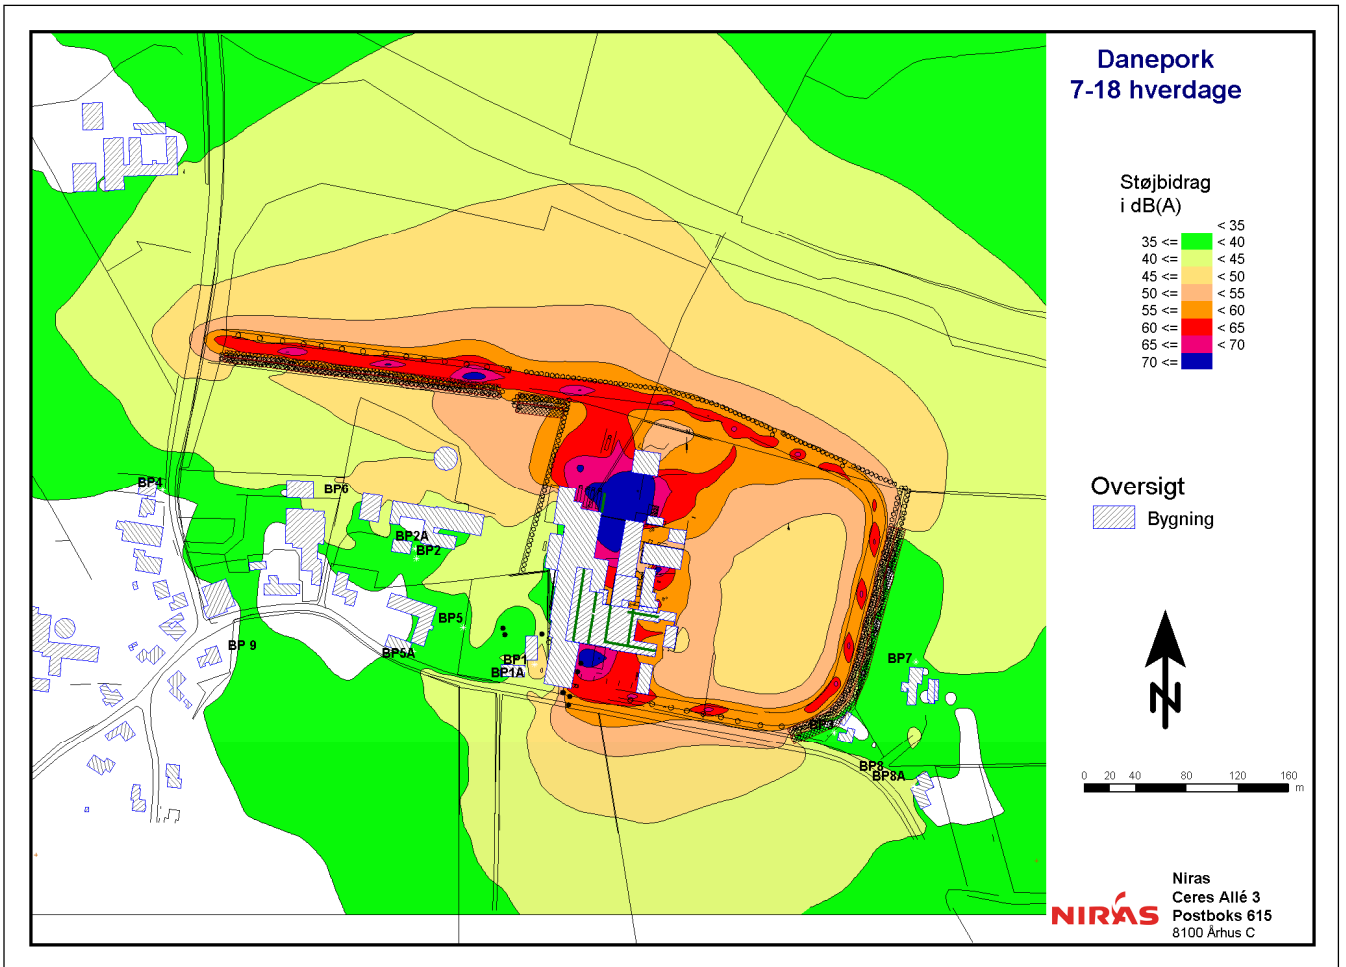 Danepork
7-18 hverdage
Støjbidrag
i dB(A)
< 35
35 <= < 40
40 <= < 45
45 <= < 50
50 <= < 55
55 <= < 60
60 <= < 65
65 <= < 70
70 <=
Oversigt
Bygning
N
0 20 40 80 120 160
m
BP4
BP6
BP2A
BP2
BP5
BP 9
BP5A
BP1
BP1A
BP7
BP3
BP8
BP8A
NIRAS
Niras
Ceres Allé 3
Postboks 615
8100 Århus C